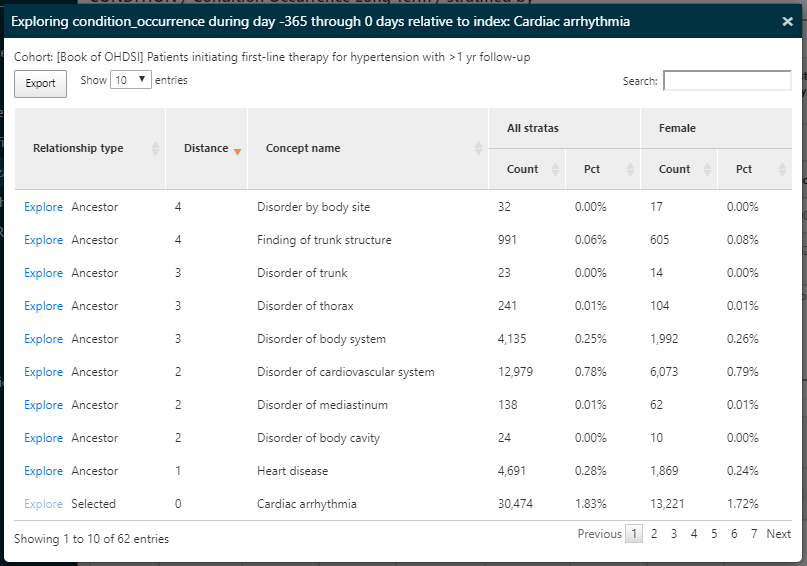 Exploring condition_occurrence during day -365 through 0 days relative to index: Cardiac arrhythmia ×
Cohort: [Book of OHDSI] Patients initiating first-line therapy for hypertension with >1 yr follow-up
Export Show 10 entries Search:
All stratas Female
Relationship type Distance Concept name
Count Pct Count Pct
Explore Ancestor 4 Disorder by body site 32 0.00% 17 0.00%
Explore Ancestor 4 Finding of trunk structure 991 0.06% 605 0.08%
Explore Ancestor 3 Disorder of trunk 23 0.00% 14 0.00%
Explore Ancestor 3 Disorder of thorax 241 0.01% 104 0.01%
Explore Ancestor 3 Disorder of body system 4,135 0.25% 1,992 0.26%
Explore Ancestor 2 Disorder of cardiovascular system 12,979 0.78% 6,073 0.79%
Explore Ancestor 2 Disorder of mediastinum 138 0.01% 62 0.01%
Explore Ancestor 2 Disorder of body cavity 24 0.00% 10 0.00%
Explore Ancestor 1 Heart disease 4,691 0.28% 1,869 0.24%
Explore Selected 0 Cardiac arrhythmia 30,474 1.83% 13,221 1.72%
Showing 1 to 10 of 62 entries Previous 1 2 3 4 5 6 7 Next